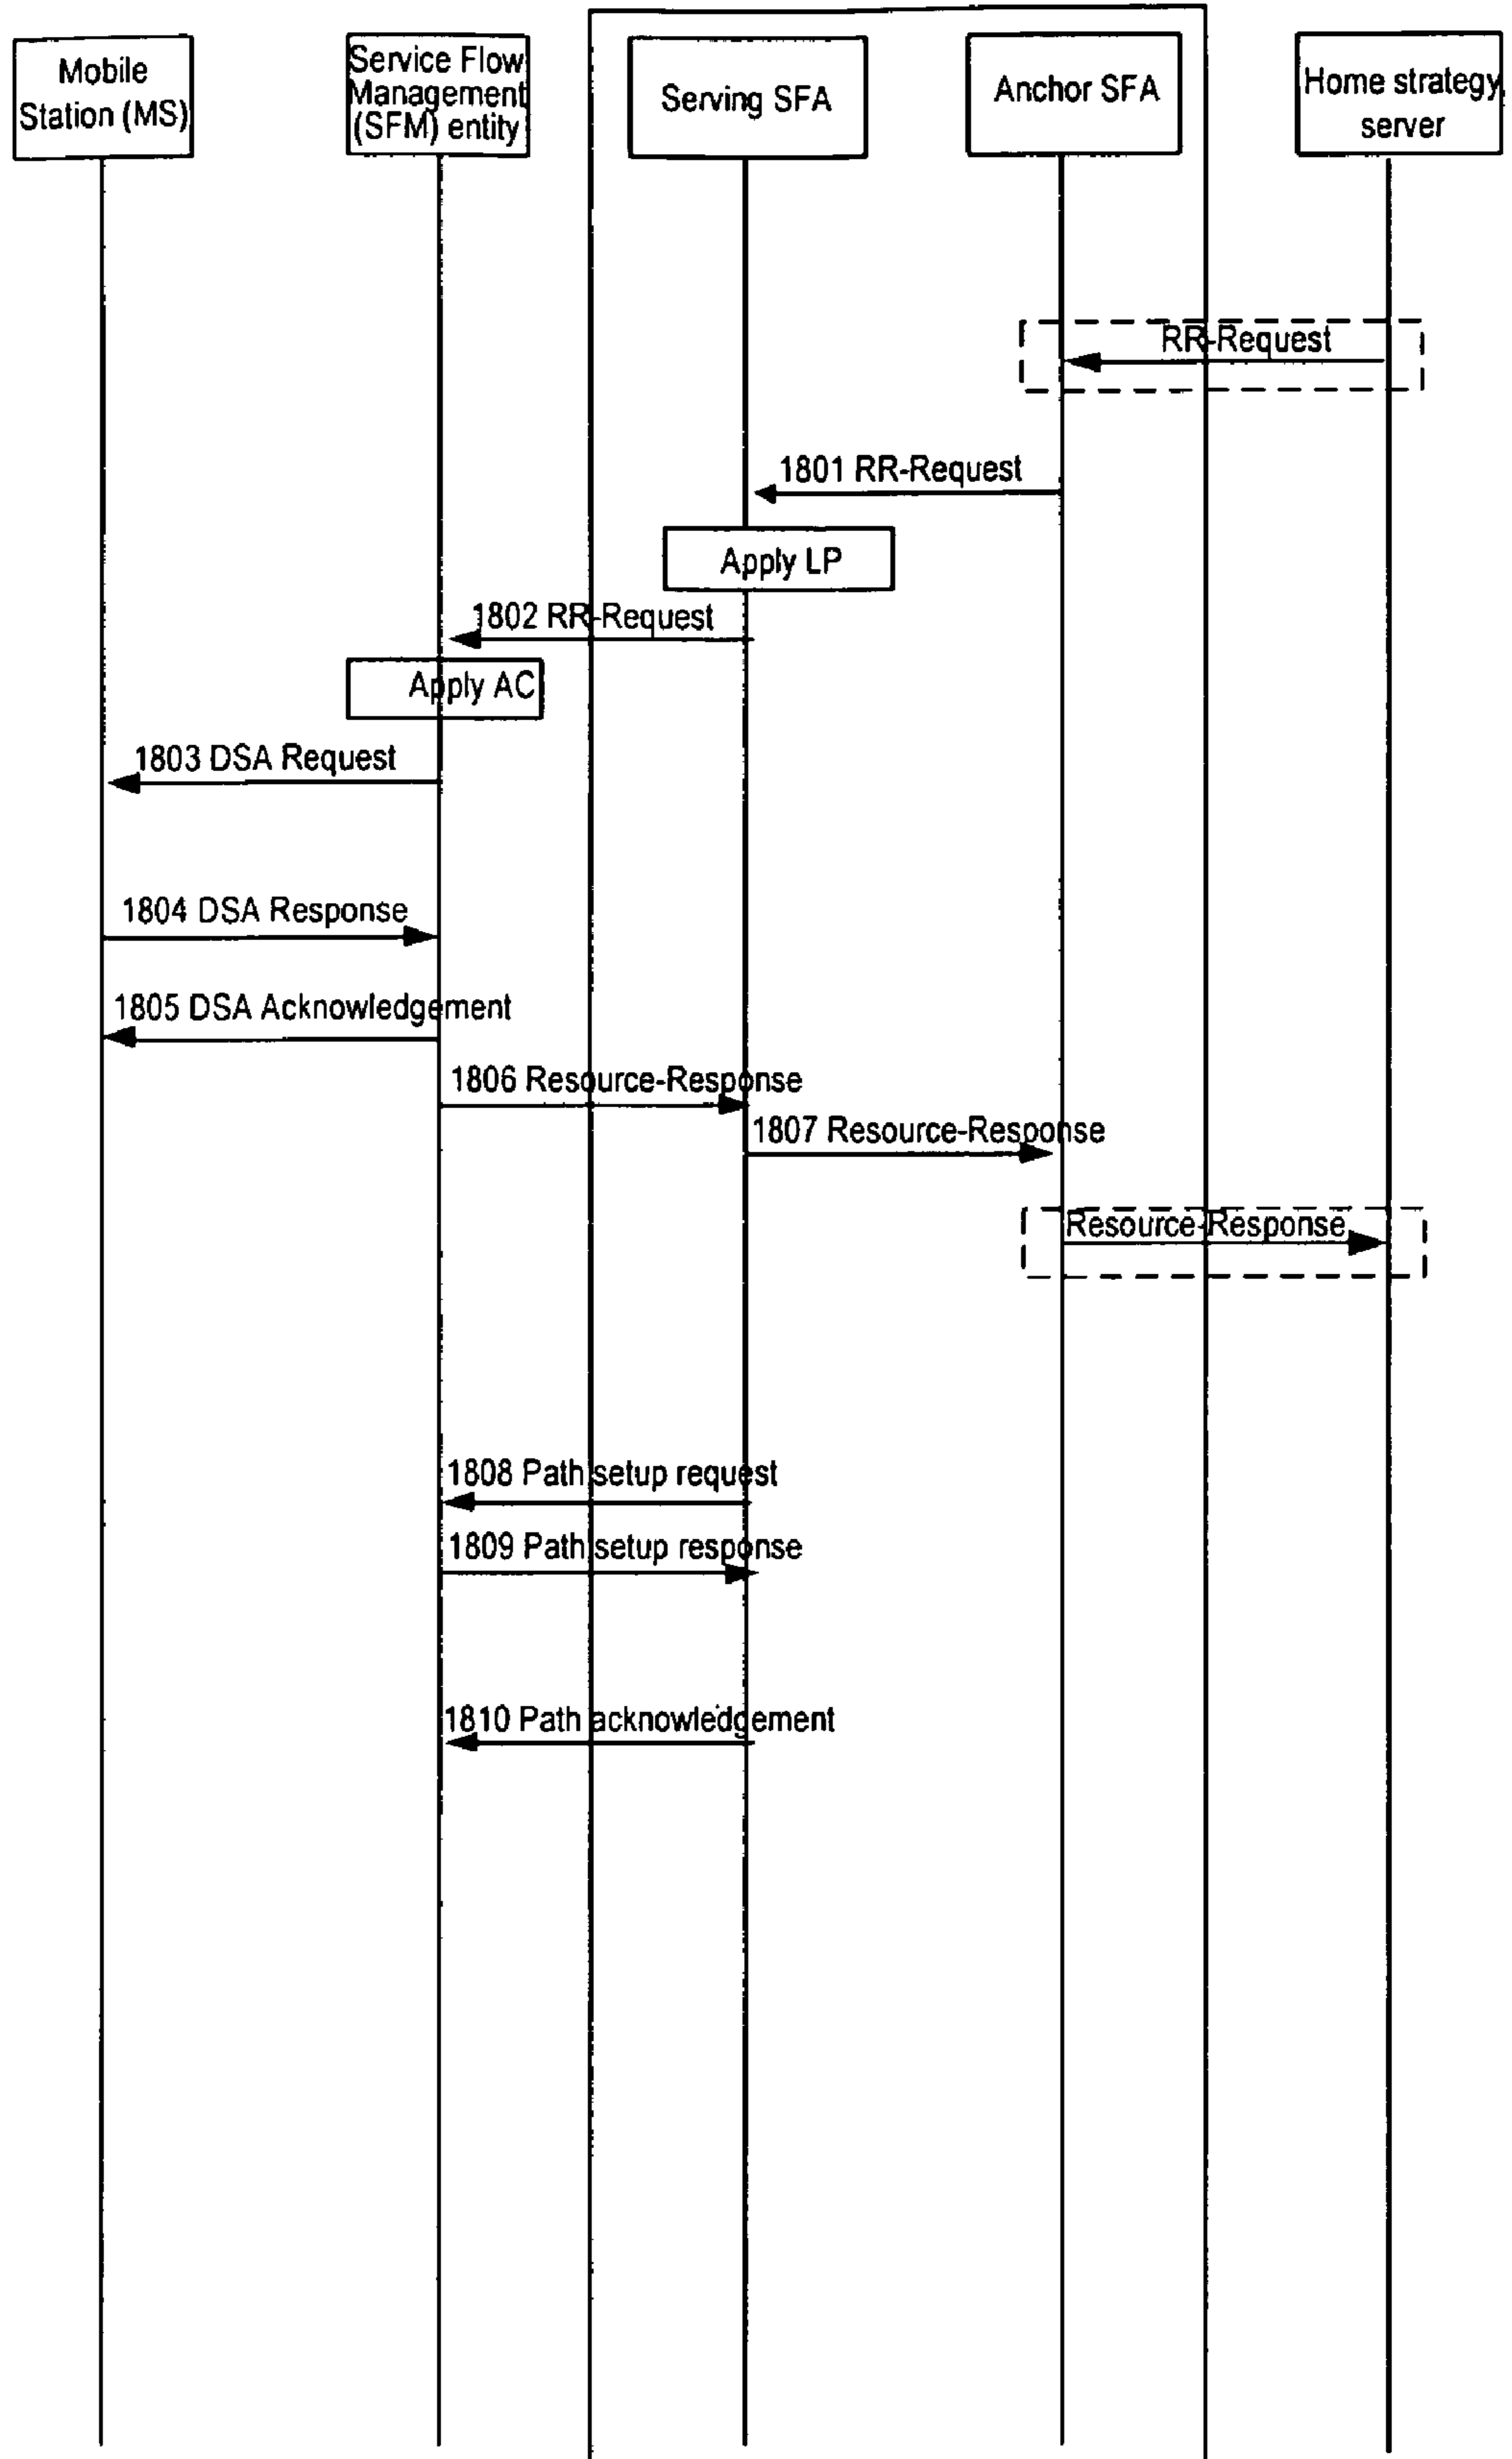 Mobile
Station (MS)
Service Flow
Management
(SFM) entity
Serving SFA
Anchor SFA
Home strategy
server
RR-Request
1801 RR-Request
Apply LP
1802 RR-Request
Apply AC
1803 DSA Request
1804 DSA Response
1805 DSA Acknowledgement
1806 Resource-Response
1807 Resource-Response
Resource-Response
1808 Path setup request
1809 Path setup response
1810 Path acknowledgement